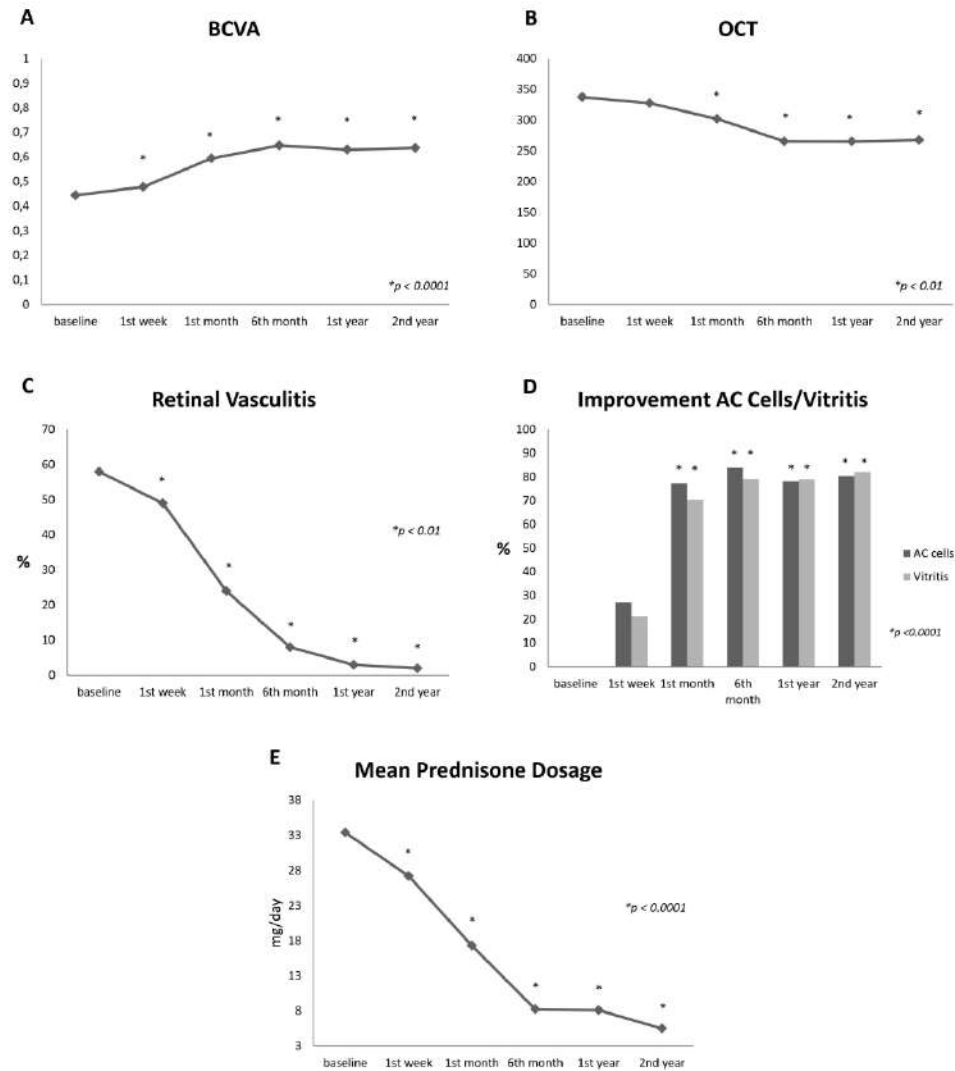 A
BCVA
1
0,9
0,8
0,7
0,6
0,5
0,4
0,3
0,2
0,1
0
* * * * *
*p < 0.0001
baseline 1st week 1st month 6th month 1st year 2nd year
B
OCT
400
350
300
250
200
150
100
50
0
* * * *
*p < 0.01
baseline 1st week 1st month 6th month 1st year 2nd year
C
Retinal Vasculitis
70
60
50
40
30
20
10
0
%
* * * * *
*p < 0.01
baseline 1st week 1st month 6th month 1st year 2nd year
D
Improvement AC Cells/Vitritis
100
90
80
70
60
50
40
30
20
10
0
%
* * * * * * * *
AC cells
Vitritis
*p <0.0001
baseline 1st week 1st month 6th month 1st year 2nd year
E
Mean Prednisone Dosage
38
33
28
23
18
13
8
3
mg/day
* * * * *
*p < 0.0001
baseline 1st week 1st month 6th month 1st year 2nd year